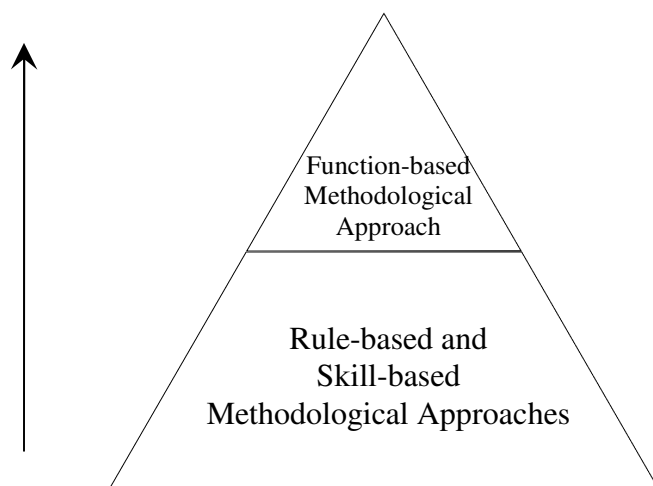 Function-based
Methodological
Approach
Rule-based and
Skill-based
Methodological Approaches